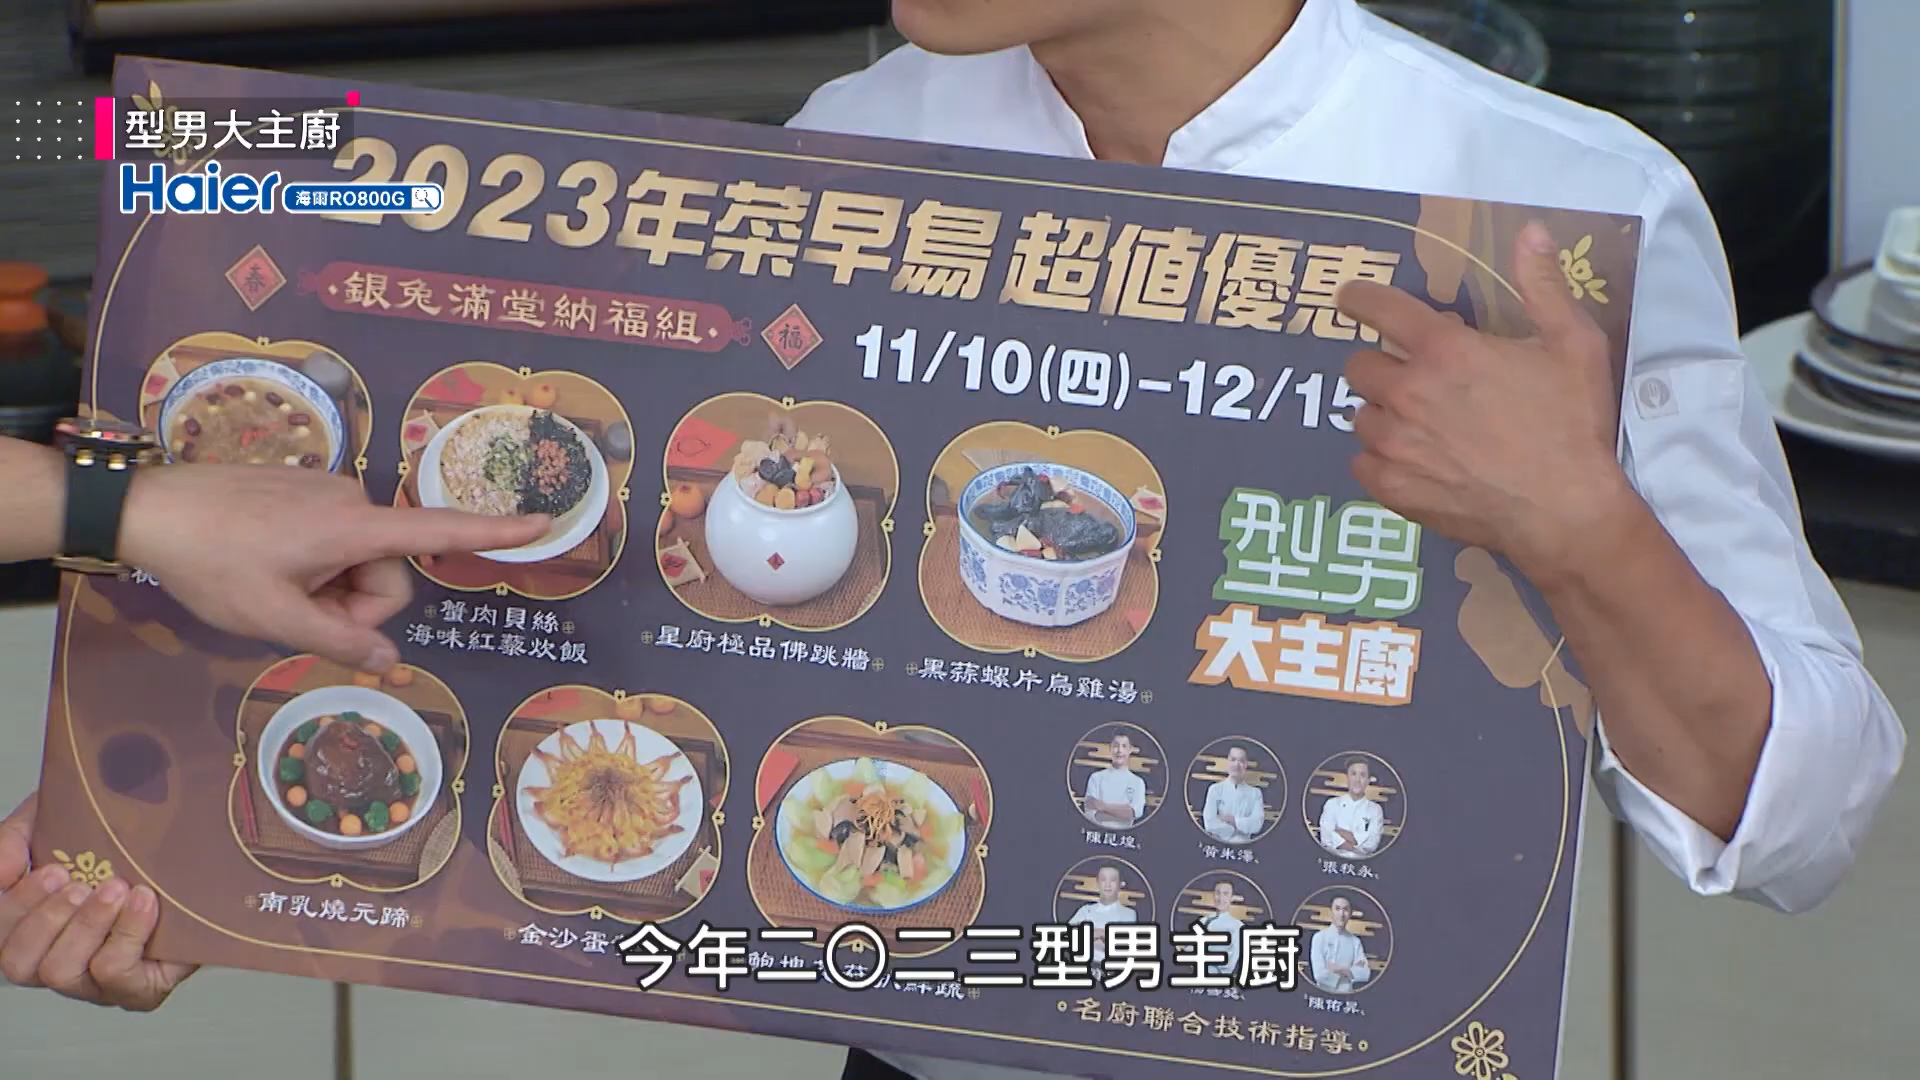 型男大主廚
Haier 海爾RO800G
2023年菜早鳥 超值優惠
春
銀兔滿堂納福組
福
11/10(四)-12/15
蟹肉貝絲
海味紅藜炊飯
星廚極品佛跳牆
黑蒜螺片烏雞湯
型男
大主廚
南乳燒元蹄
金沙蛋
陳昆煌
張秋永
陳佑昇
名廚聯合技術指導
今年二〇二三型男主廚